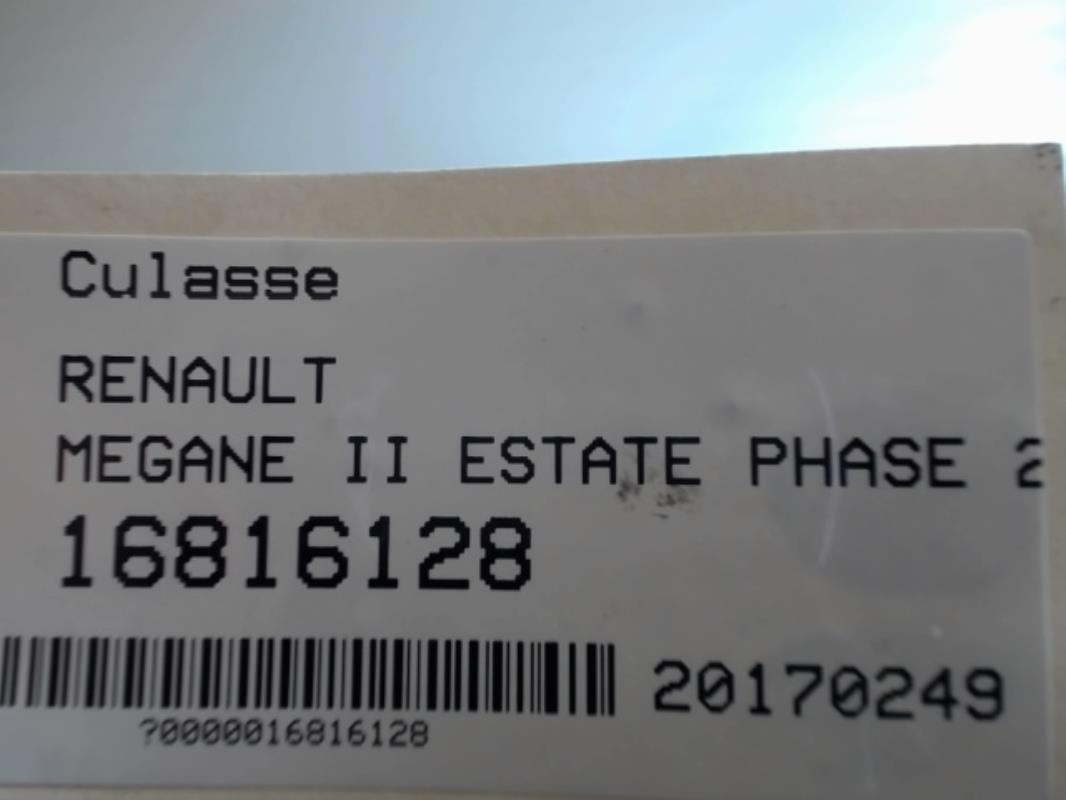 Culasse
RENAULT
MEGANE II ESTATE PHASE 2
16816128
20170249
?0000016816128